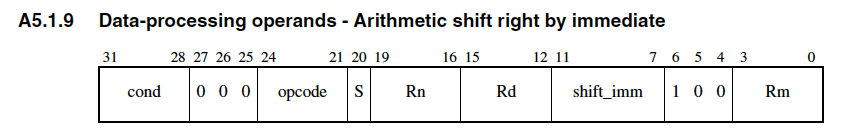 A5.1.9 Data-processing operands - Arithmetic shift right by immediate
31 28 27 26 25 24 21 20 19 16 15 12 11 7 6 5 4 3 0
cond 0 0 0 opcode S Rn Rd shift_imm 1 0 0 Rm